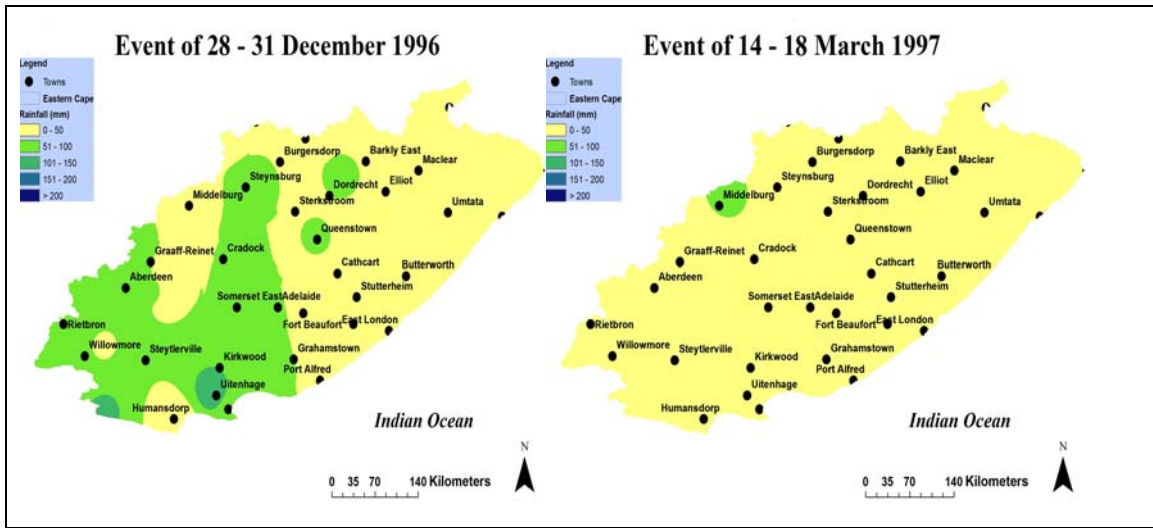 Event of 28 - 31 December 1996
Legend
Towns
Eastern Cape
Rainfall (mm)
0 - 50
51 - 100
101 - 150
151 - 200
> 200
Burgersdorp
Barkly East
Maclear
Steynsburg
Dordrecht
Elliot
Middelburg
Sterkstroom
Umtata
Queenstown
Graaff-Reinet
Cradock
Cathcart
Butterworth
Aberdeen
Stutterheim
Somerset East
Adelaide
Rietbron
Fort Beaufort
East London
Willowmore
Steytlerville
Kirkwood
Grahamstown
Port Alfred
Uitenhage
Humansdorp
Indian Ocean
N
0 35 70 140 Kilometers
Event of 14 - 18 March 1997
Legend
Towns
Eastern Cape
Rainfall (mm)
0 - 50
51 - 100
101 - 150
151 - 200
> 200
Burgersdorp
Barkly East
Maclear
Steynsburg
Dordrecht
Elliot
Middelburg
Sterkstroom
Umtata
Queenstown
Graaff-Reinet
Cradock
Cathcart
Butterworth
Aberdeen
Stutterheim
Somerset East
Adelaide
Rietbron
Fort Beaufort
East London
Willowmore
Steytlerville
Kirkwood
Grahamstown
Port Alfred
Uitenhage
Humansdorp
Indian Ocean
N
0 35 70 140 Kilometers